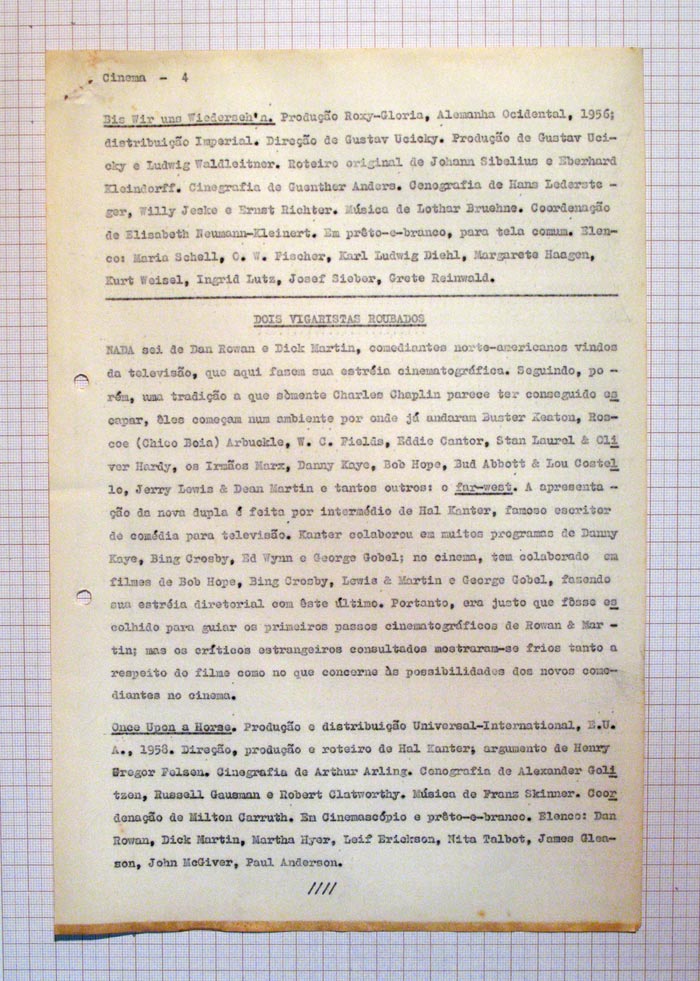 Cinema - 4
Bis Wir uns Wiederseh'n. Produção Roxy-Gloria, Alemanha Ocidental, 1956;
distribuição Imperial. Direção de Gustav Ucicky. Produção de Gustav Uci-
cky e Ludwig Waldleitner. Roteiro original de Johann Sibelius e Eberhard
Kleindorff. Cinegrafia de Guenther Anders. Cenografia de Hans Lederste -
ger, Willy Jeske e Ernst Richter. Música de Lothar Bruehne. Coordenação
de Elisabeth Neumann-Kleinert. Em prêto-e-branco, para tela comum. Elen-
co: Maria Schell, O. W. Fischer, Karl Ludwig Diehl, Margarete Haagen,
Kurt Weisel, Ingrid Lutz, Josef Sieber, Grete Reinwald.
DOIS VIGARISTAS ROUBADOS
NADA sei de Dan Rowan e Dick Martin, comediantes norte-americanos vindos
da televisão, que aqui fasem sua estréia cinematográfica. Seguindo, po -
rém, uma tradição a que sòmente Charles Chaplin parece ter conseguido es
capar, êles começam num ambiente por onde já andaram Buster Keaton, Ros-
coe (Chico Boia) Arbuckle, W. C. Fields, Eddie Cantor, Stan Laurel & Oli
ver Hardy, os Irmãos Marx, Danny Kaye, Bob Hope, Bud Abbott & Lou Costel
lo, Jerry Lewis & Dean Martin e tantos outros: o far-west. A apresenta -
ção da nova dupla é feita por intermédio de Hal Kanter, famoso escritor
de comédia para televisão. Kanter colaborou em muitos programas de Danny
Kaye, Bing Crosby, Ed Wynn e George Gobel; no cinema, tem colaborado em
filmes de Bob Hope, Bing Crosby, Lewis & Martin e George Gobel, fazendo
sua estréia diretorial com êste último. Portanto, era justo que fôsse es
colhido para guiar os primeiros passos cinematográficos de Rowan & Mar -
tin; mas os críticos estrangeiros consultados mostraram-se frios tanto a
respeito do filme como no que concerne às possibilidades dos novos come-
diantes no cinema.
Once Upon a Horse. Produção e distribuição Universal-International, E.U.
A., 1958. Direção, produção e roteiro de Hal Kanter; argumento de Henry
Gregor Felsen. Cinegrafia de Arthur Arling. Cenografia de Alexander Goli
tzen, Russell Gausman e Robert Clatworthy. Música de Franz Skinner. Coor
denação de Milton Carruth. Em Cinemascópio e prêto-e-branco. Elenco: Dan
Rowan, Dick Martin, Martha Hyer, Leif Erickson, Nita Talbot, James Glea-
son, John McGiver, Paul Anderson.
////